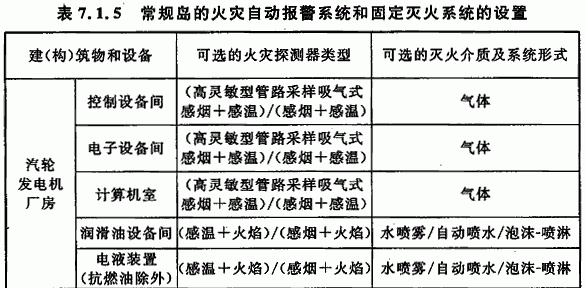 表 7.1.5 常规岛的火灾自动报警系统和固定灭火系统的设置
建(构)筑物和设备 可选的火灾探测器类型 可选的灭火介质及系统形式
汽轮
发电机
厂房
控制设备间 (高灵敏型管路采样吸气式
感烟+感温)/(感烟+感温) 气体
电子设备间 (高灵敏型管路采样吸气式
感烟+感温)/(感烟+感温) 气体
计算机室 (高灵敏型管路采样吸气式
感烟+感温)/(感烟+感温) 气体
润滑油设备间 (感温+火焰)/(感烟+火焰) 水喷雾/自动喷水/泡沫-喷淋
电液装置
(抗燃油除外) (感温+火焰)/(感烟+火焰) 水喷雾/自动喷水/泡沫-喷淋